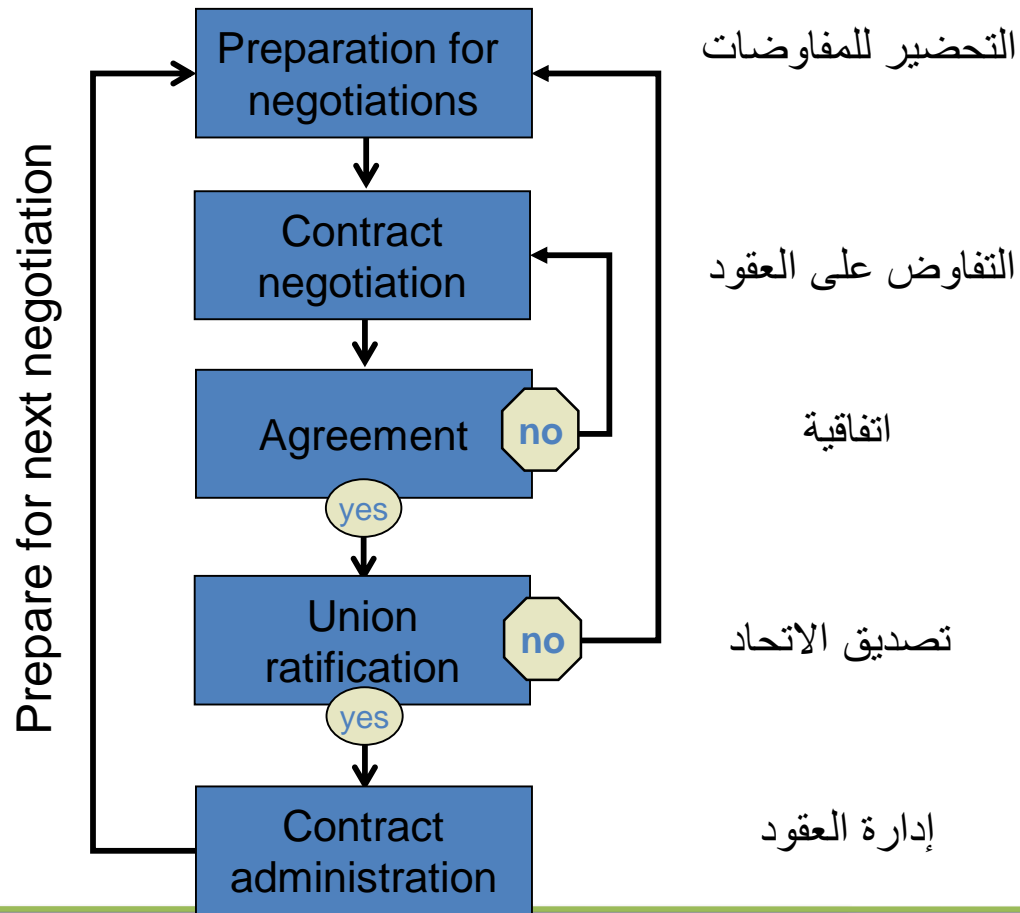 Preparation for
negotiations
التحضير للمفاوضات
Prepare for next negotiation
Contract
negotiation
التفاوض على العقود
Agreement
no
اتفاقية
yes
Union
ratification
no
تصديق الاتحاد
yes
Contract
administration
إدارة العقود